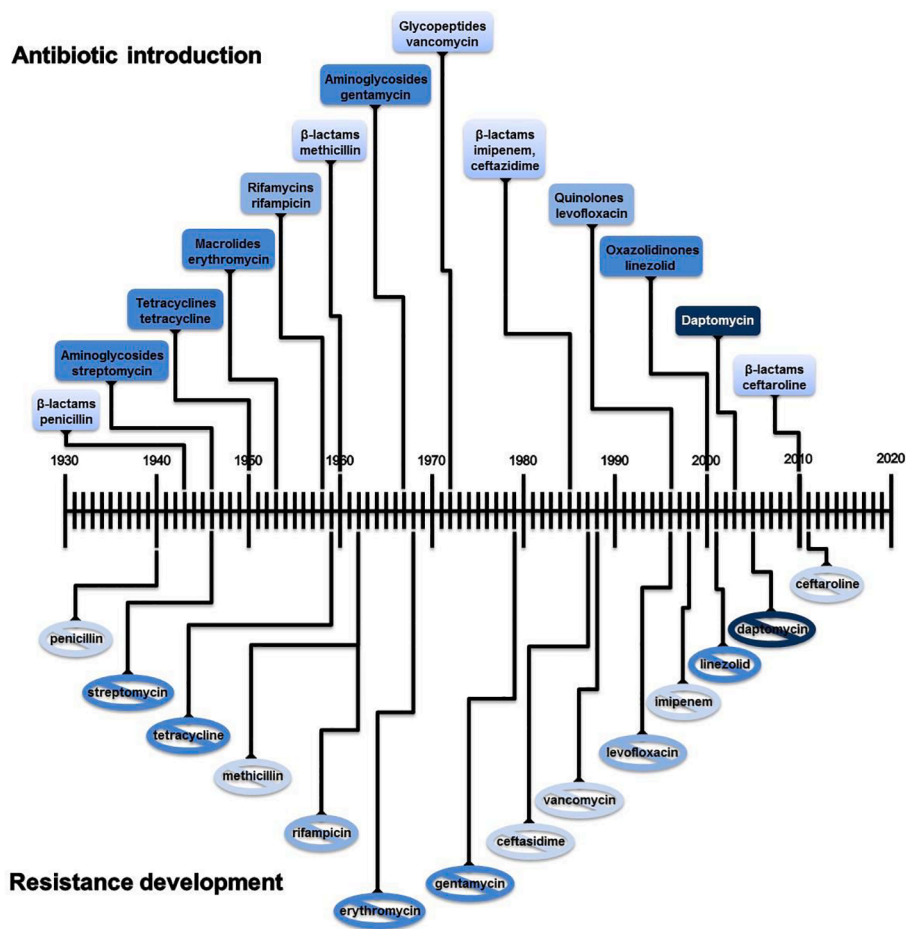 Glycopeptides
vancomycin
Antibiotic introduction
Aminoglycosides
gentamycin
β-lactams
methicillin
β-lactams
imipenem,
ceftazidime
Rifamycins
rifampicin
Quinolones
levofloxacin
Macrolides
erythromycin
Oxazolidinones
linezolid
Tetracyclines
tetracycline
Daptomycin
Aminoglycosides
streptomycin
β-lactams
ceftaroline
β-lactams
penicillin
1930 1940 1950 1960 1970 1980 1990 2000 2010 2020
ceftaroline
penicillin
daptomycin
linezolid
streptomycin
imipenem
tetracycline
levofloxacin
methicillin
vancomycin
rifampicin
ceftasidime
gentamycin
Resistance development
erythromycin